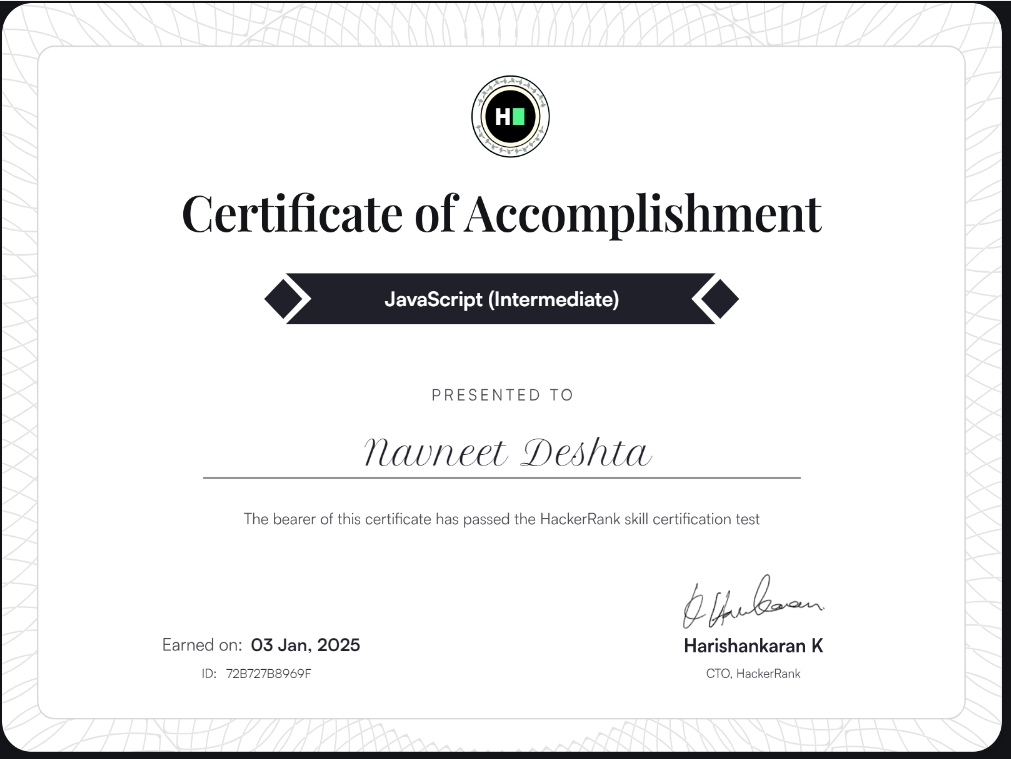 H
Certificate of Accomplishment
JavaScript (Intermediate)
PRESENTED TO
Navneet Deshta
The bearer of this certificate has passed the HackerRank skill certification test
Earned on: 03 Jan, 2025
ID: 72B727B8969F
Harishankaran K
CTO, HackerRank